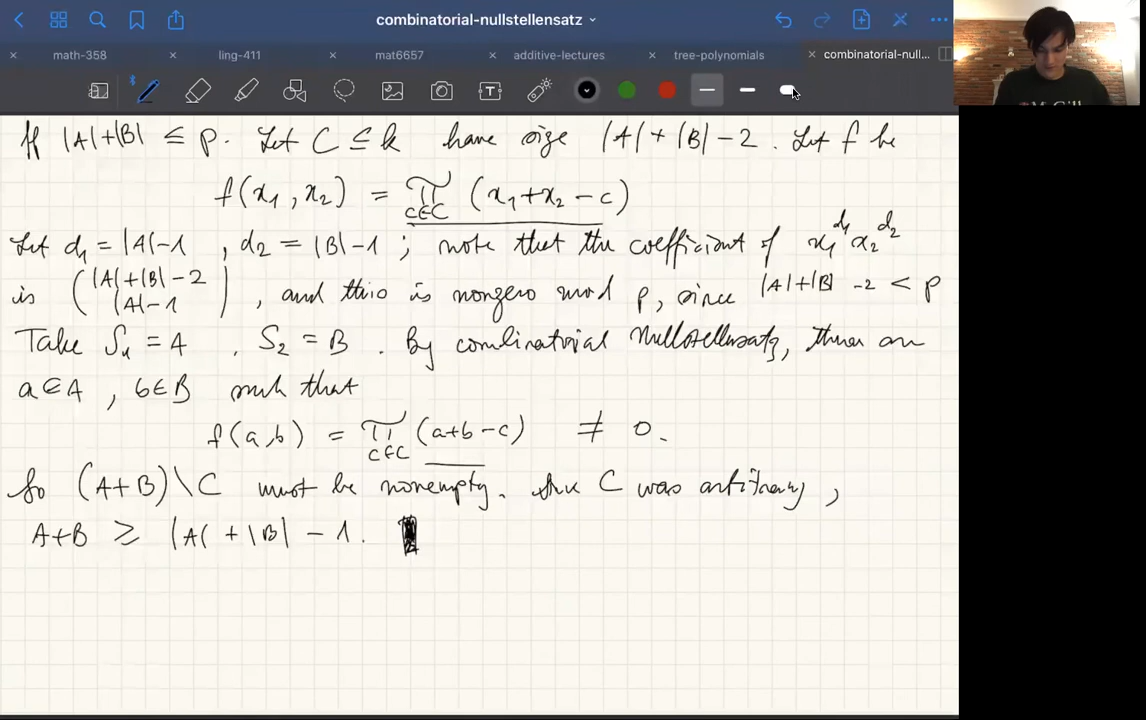 combinatorial-nullstellensatz
math-358
ling-411
mat6657
additive-lectures
tree-polynomials
combinatorial-null...
If |A|+|B| ≤ p. Let C ⊆ k have size |A|+|B|-2. Let f be
f(x₁,x₂) = ∏_{c∈C} (x₁+x₂-c)
Let d₁ = |A|-1, d₂ = |B|-1; note that the coefficient of x₁^{d₁} x₂^{d₂}
is (|A|+|B|-2 \\ |A|-1), and this is nonzero mod p, since |A|+|B|-2 < p
Take S₁ = A, S₂ = B. By combinatorial Nullstellensatz, there are
a∈A, b∈B such that
f(a,b) = ∏_{c∈C} (a+b-c) ≠ 0.
So (A+B)\C must be nonempty. Since C was arbitrary,
A+B ≥ |A|+|B|-1.